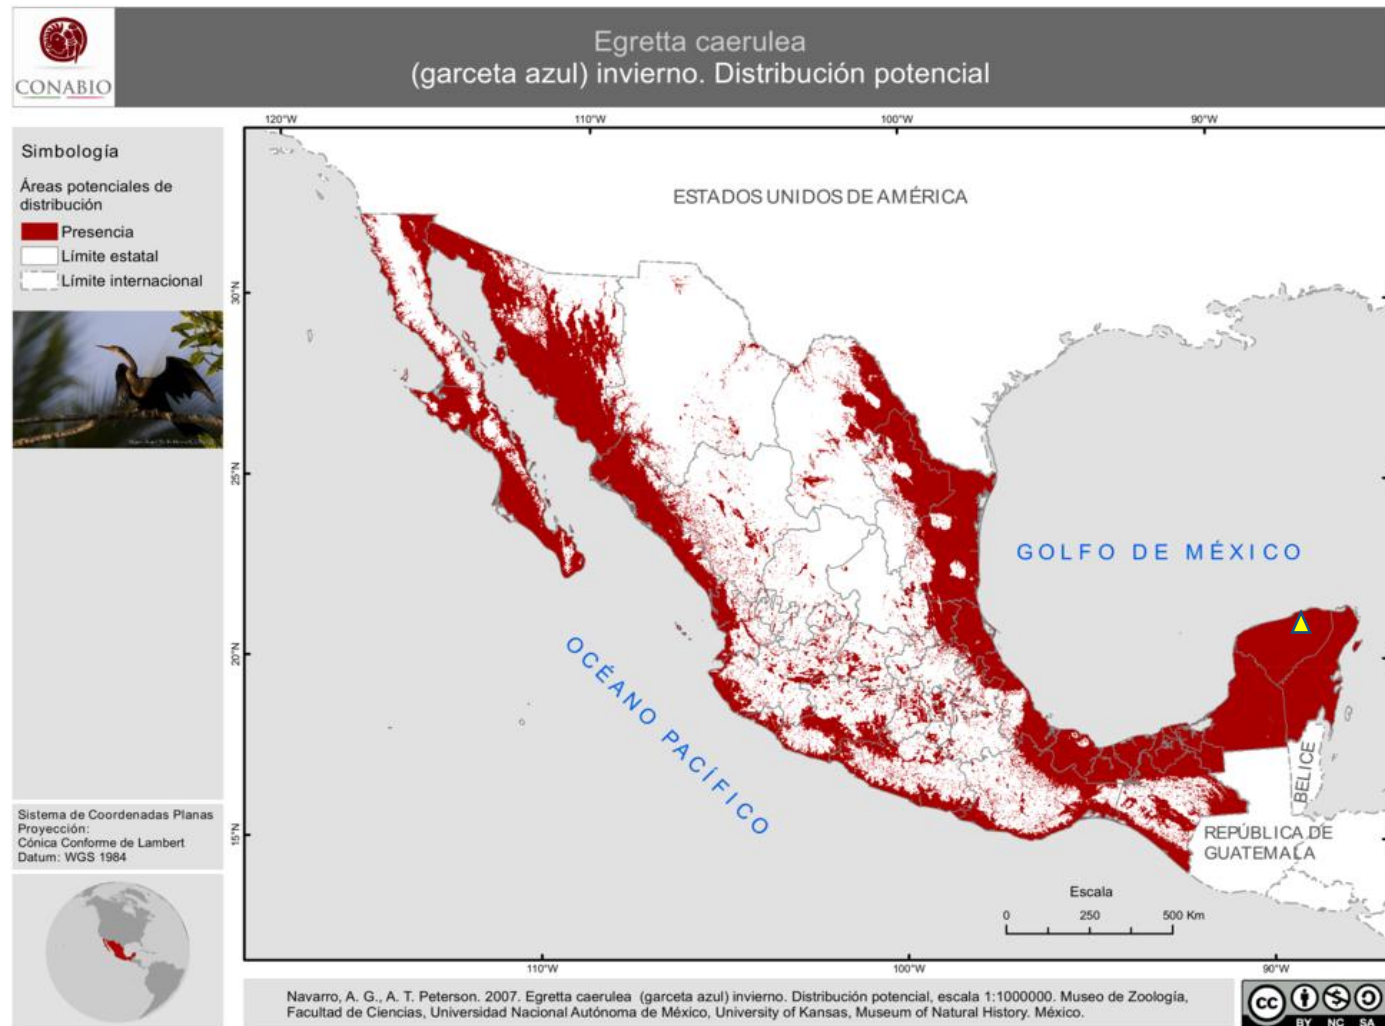 CONABIO
Egretta caerulea
(garceta azul) invierno. Distribución potencial
Simbología
Áreas potenciales de
distribución
Presencia
Límite estatal
Límite internacional
120°W 110°W 100°W 90°W
30°N
25°N
20°N
15°N
ESTADOS UNIDOS DE AMÉRICA
GOLFO DE MÉXICO
OCÉANO PACÍFICO
BELICE
REPÚBLICA DE
GUATEMALA
Escala
0 250 500 Km
110°W 100°W 90°W
Sistema de Coordenadas Planas
Proyección:
Cónica Conforme de Lambert
Datum: WGS 1984
Navarro, A. G., A. T. Peterson. 2007. Egretta caerulea (garceta azul) invierno. Distribución potencial, escala 1:1000000. Museo de Zoología,
Facultad de Ciencias, Universidad Nacional Autónoma de México, University of Kansas, Museum of Natural History. México.
cc
BY NC SA